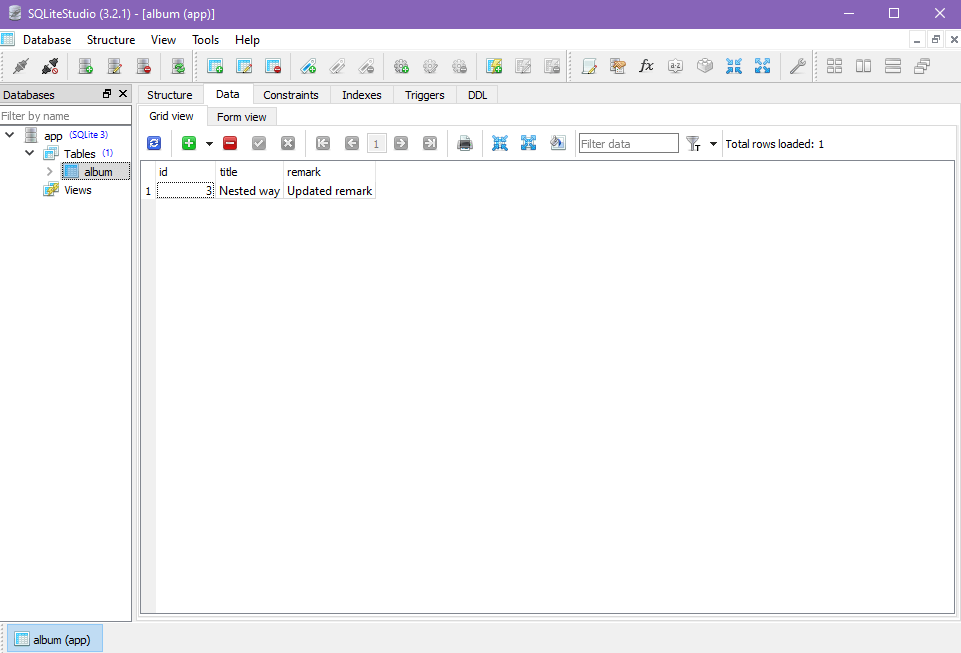 SQLiteStudio (3.2.1) - [album (app)]
Database Structure View Tools Help
Databases
Filter by name
app (SQLite 3)
Tables (1)
album
Views
Structure Data Constraints Indexes Triggers DDL
Grid view Form view
1 Filter data Total rows loaded: 1
id title remark
1 3 Nested way Updated remark
album (app)